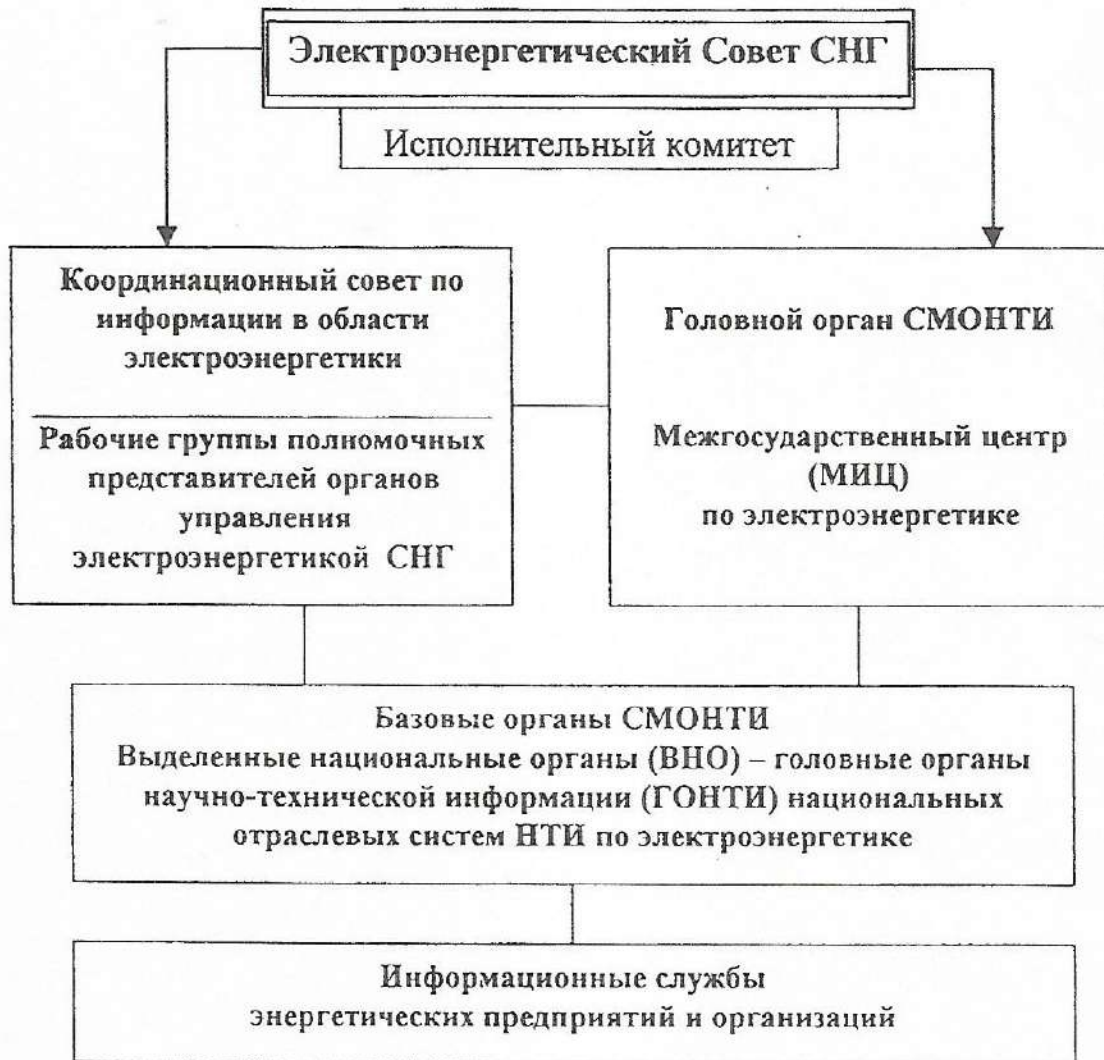 Электроэнергетический Совет СНГ
Исполнительный комитет
Координационный совет по
информации в области
электроэнергетики
Рабочие группы полномочных
представителей органов
управления
электроэнергетикой СНГ
Головной орган СМОНТИ
Межгосударственный центр
(МИЦ)
по электроэнергетике
Базовые органы СМОНТИ
Выделенные национальные органы (ВНО) – головные органы
научно-технической информации (ГОНТИ) национальных
отраслевых систем НТИ по электроэнергетике
Информационные службы
энергетических предприятий и организаций